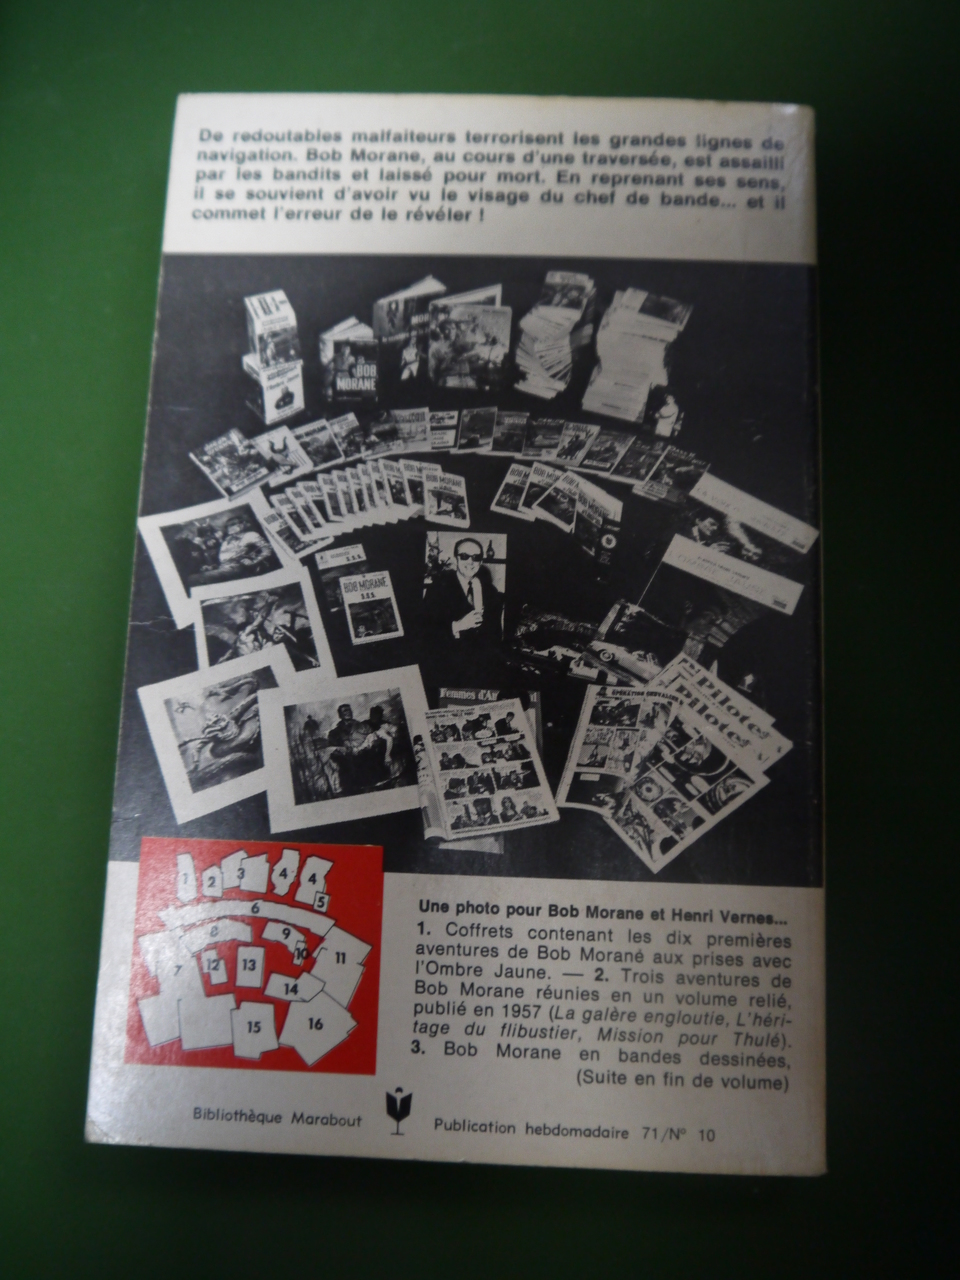 De redoutables malfaiteurs terrorisent les grandes lignes de
navigation. Bob Morane, au cours d'une traversée, est assailli
par les bandits et laissé pour mort. En reprenant ses sens,
il se souvient d'avoir vu le visage du chef de bande... et il
commet l'erreur de le révéler !
BOB
MORANE
BOB MORANE
BOB MORANE
S.O.S.
Femmes d'
Pilote
Pilote
1
2
3
4
4
5
6
7
8
9
10
11
12
13
14
15
16
Une photo pour Bob Morane et Henri Vernes...
1. Coffrets contenant les dix premières
aventures de Bob Morane aux prises avec
l'Ombre Jaune. — 2. Trois aventures de
Bob Morane réunies en un volume relié,
publié en 1957 (La galère engloutie, L'héri-
tage du flibustier, Mission pour Thulé).
3. Bob Morane en bandes dessinées,
(Suite en fin de volume)
Bibliothèque Marabout
Publication hebdomadaire 71/N° 10